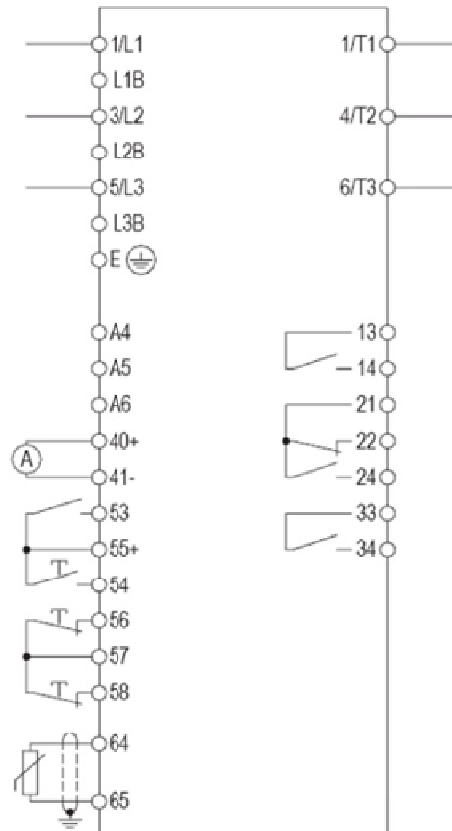 1/L1 1/T1
L1B
3/L2 4/T2
L2B
5/L3 6/T3
L3B
E
A4 13
A5 14
A6 21
A 40+ 22
41- 24
53 33
55+ 34
54
56
57
58
64
65